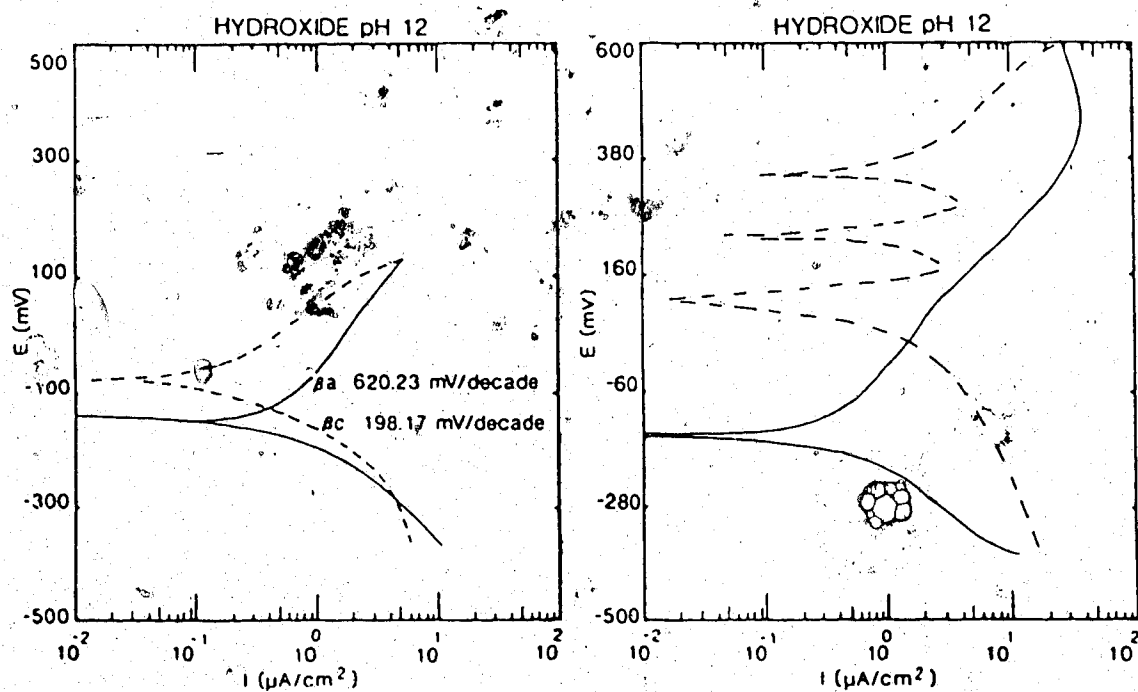 HYDROXIDE pH 12
500
300
100
-100
-300
-500
E (mV)
βa 620.23 mV/decade
βc 198.17 mV/decade
10-2 10-1 100 101 102
I (µA/cm2)
HYDROXIDE pH 12
600
380
160
-60
-280
-500
E (mV)
10-2 10-1 100 101 102
I (µA/cm2)